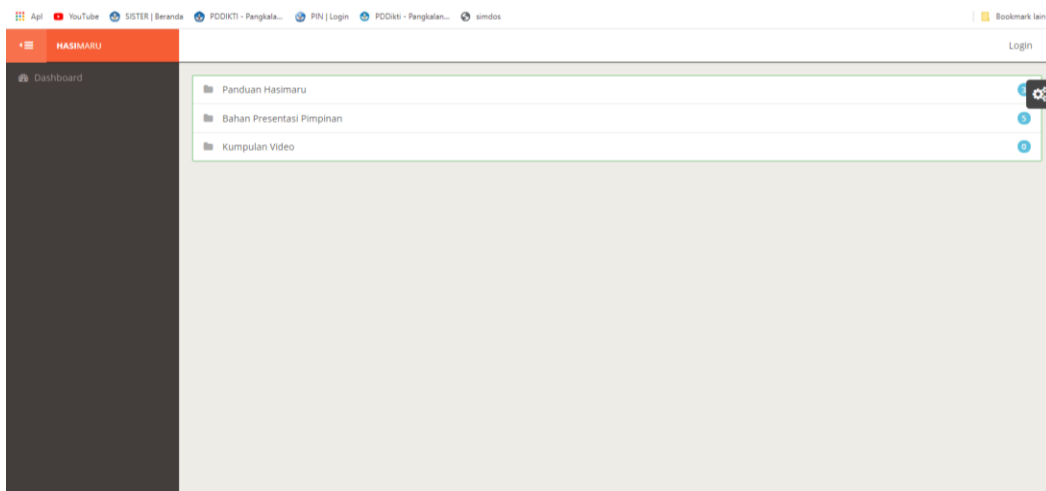 Apl YouTube SISTER | Beranda PDDIKTI - Pangkala... PIN | Login PDDikti - Pangkalan... simdos Bookmark lain
HASIMARU Login
Dashboard
Panduan Hasimaru
Bahan Presentasi Pimpinan 5
Kumpulan Video 0